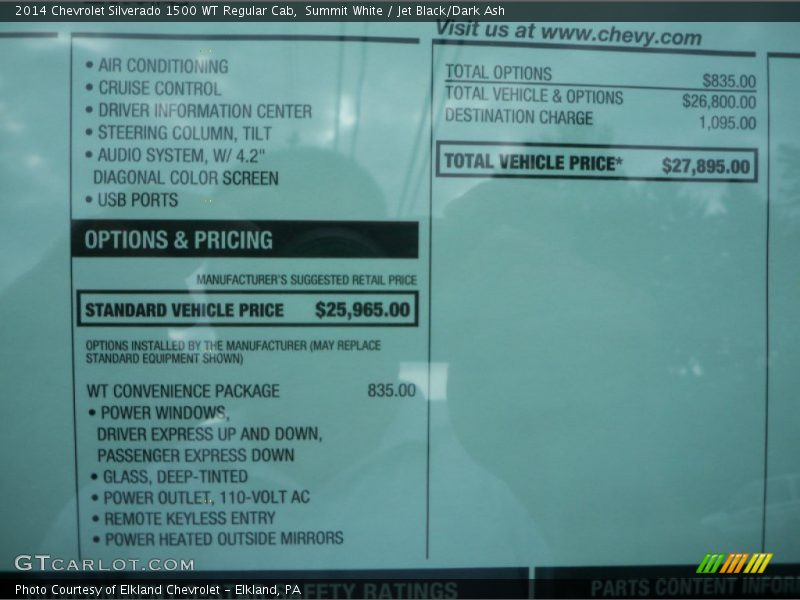 2014 Chevrolet Silverado 1500 WT Regular Cab,  Summit White / Jet Black/Dark Ash
Visit us at www.chevy.com
• AIR CONDITIONING
• CRUISE CONTROL
• DRIVER INFORMATION CENTER
• STEERING COLUMN, TILT
• AUDIO SYSTEM, W/ 4.2"
DIAGONAL COLOR SCREEN
• USB PORTS
OPTIONS & PRICING
MANUFACTURER'S SUGGESTED RETAIL PRICE
STANDARD VEHICLE PRICE $25,965.00
OPTIONS INSTALLED BY THE MANUFACTURER (MAY REPLACE
STANDARD EQUIPMENT SHOWN)
WT CONVENIENCE PACKAGE 835.00
• POWER WINDOWS,
DRIVER EXPRESS UP AND DOWN,
PASSENGER EXPRESS DOWN
• GLASS, DEEP-TINTED
• POWER OUTLET, 110-VOLT AC
• REMOTE KEYLESS ENTRY
• POWER HEATED OUTSIDE MIRRORS
TOTAL OPTIONS $835.00
TOTAL VEHICLE & OPTIONS $26,800.00
DESTINATION CHARGE 1,095.00
TOTAL VEHICLE PRICE* $27,895.00
GTCARLOT.COM
SAFETY RATINGS
PARTS CONTENT INFOR
Photo Courtesy of Elkland Chevrolet - Elkland, PA